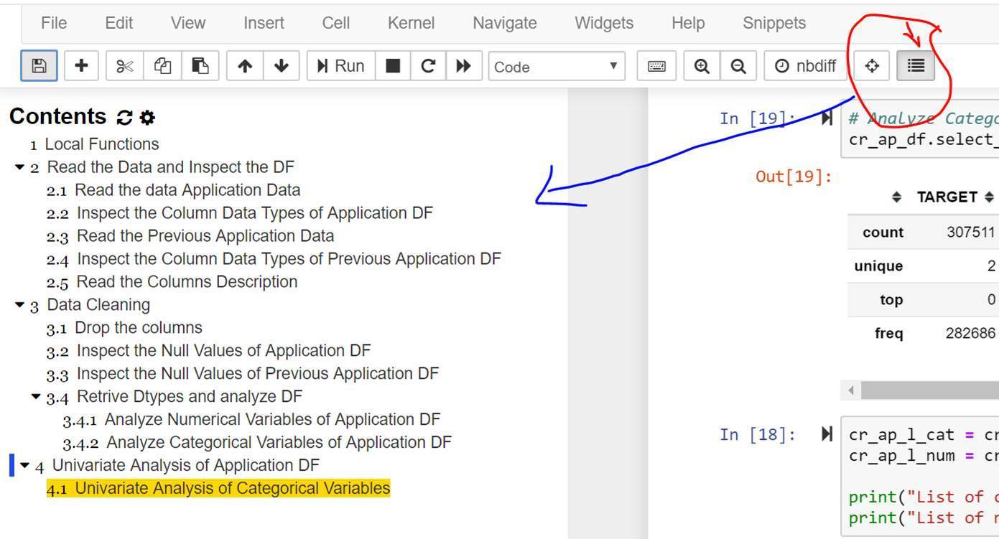 File Edit View Insert Cell Kernel Navigate Widgets Help Snippets
Run Code nbdiff
Contents
1 Local Functions
2 Read the Data and Inspect the DF
2.1 Read the data Application Data
2.2 Inspect the Column Data Types of Application DF
2.3 Read the Previous Application Data
2.4 Inspect the Column Data Types of Previous Application DF
2.5 Read the Columns Description
3 Data Cleaning
3.1 Drop the columns
3.2 Inspect the Null Values of Application DF
3.3 Inspect the Null Values of Previous Application DF
3.4 Retrive Dtypes and analyze DF
3.4.1 Analyze Numerical Variables of Application DF
3.4.2 Analyze Categorical Variables of Application DF
4 Univariate Analysis of Application DF
4.1 Univariate Analysis of Categorical Variables
In [19]: # Analyze Catego
cr_ap_df.select_
Out[19]:
TARGET
count 307511
unique 2
top 0
freq 282686
In [18]: cr_ap_l_cat = cr
cr_ap_l_num = cr
print("List of c
print("List of r